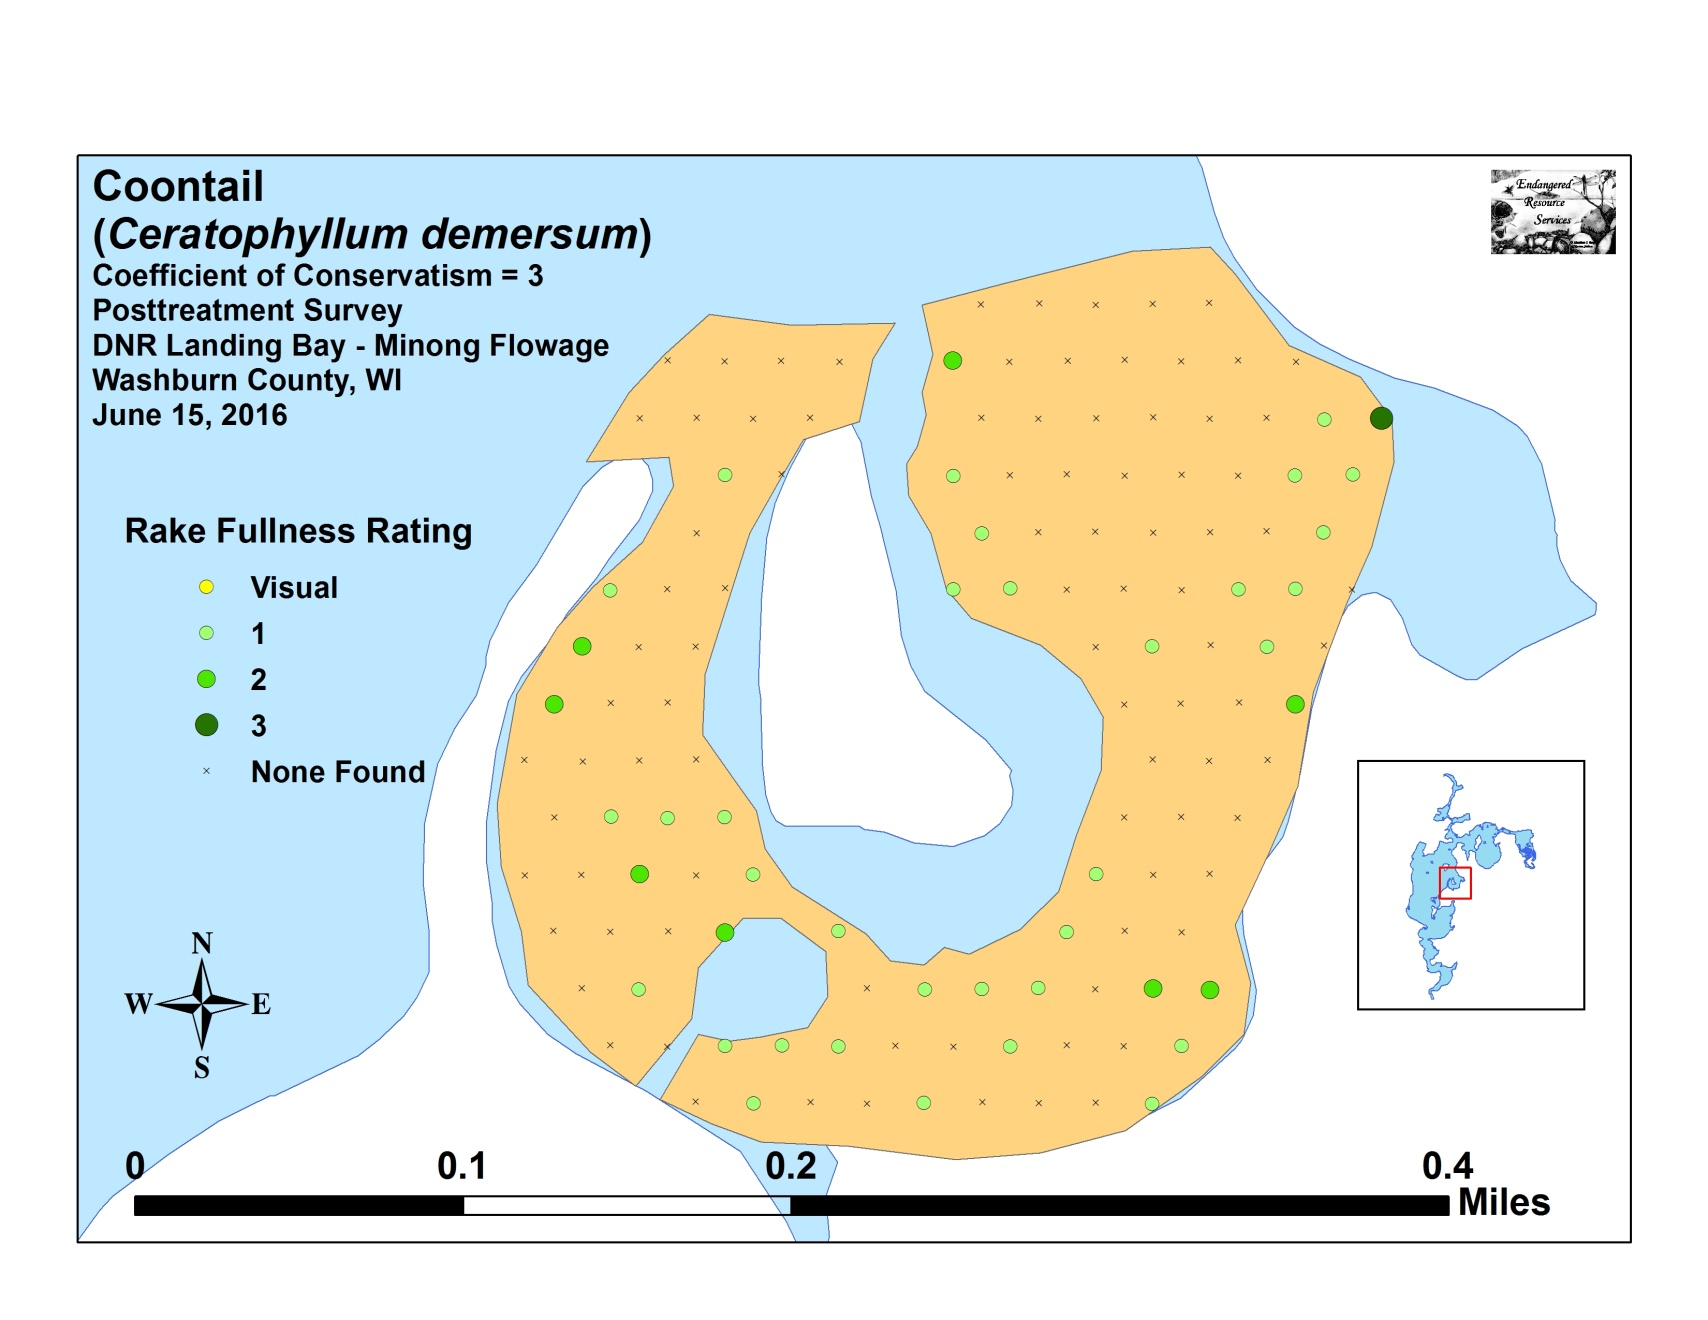 Coontail
(Ceratophyllum demersum)
Coefficient of Conservatism = 3
Posttreatment Survey
DNR Landing Bay - Minong Flowage
Washburn County, WI
June 15, 2016
Endangered
Resource
Services
Rake Fullness Rating
Visual
1
2
3
None Found
N
W E
S
0 0.1 0.2 0.4
Miles